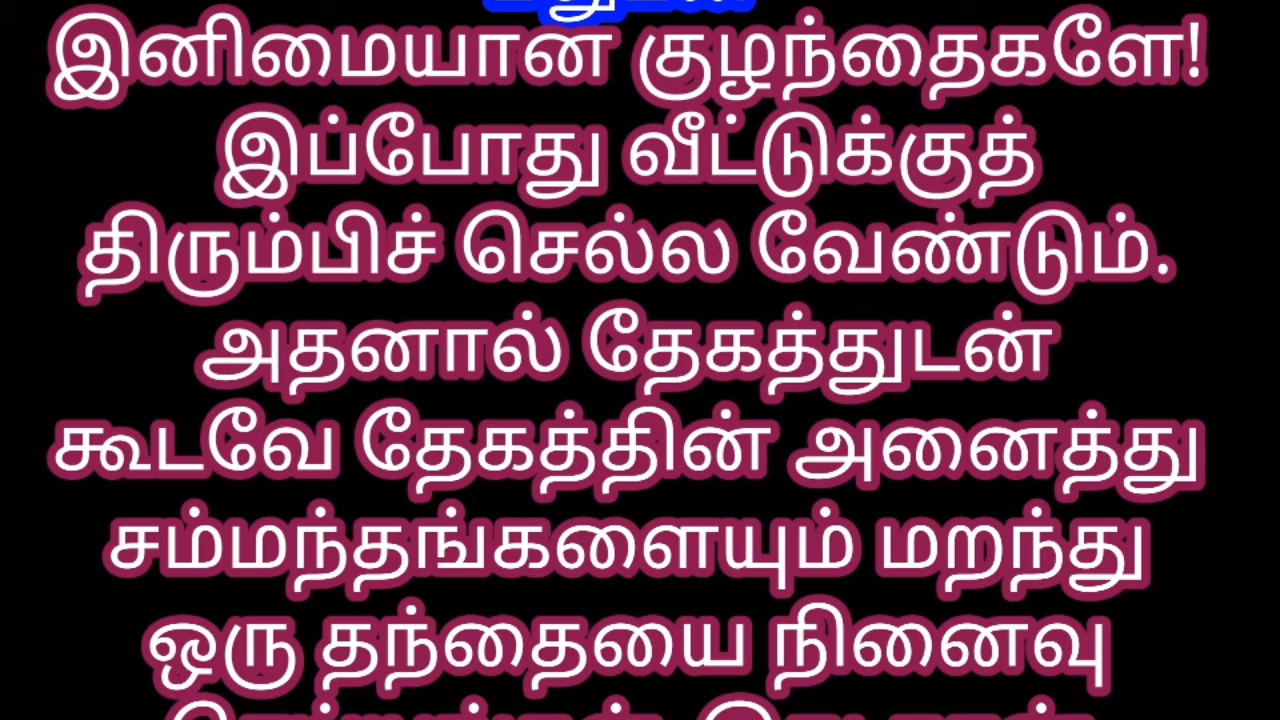 இனிமையான குழந்தைகளே!
இப்போது வீட்டுக்குத்
திரும்பிச் செல்ல வேண்டும்.
அதனால் தேகத்துடன்
கூடவே தேகத்தின் அனைத்து
சம்மந்தங்களையும் மறந்து
ஒரு தந்தையை நினைவு